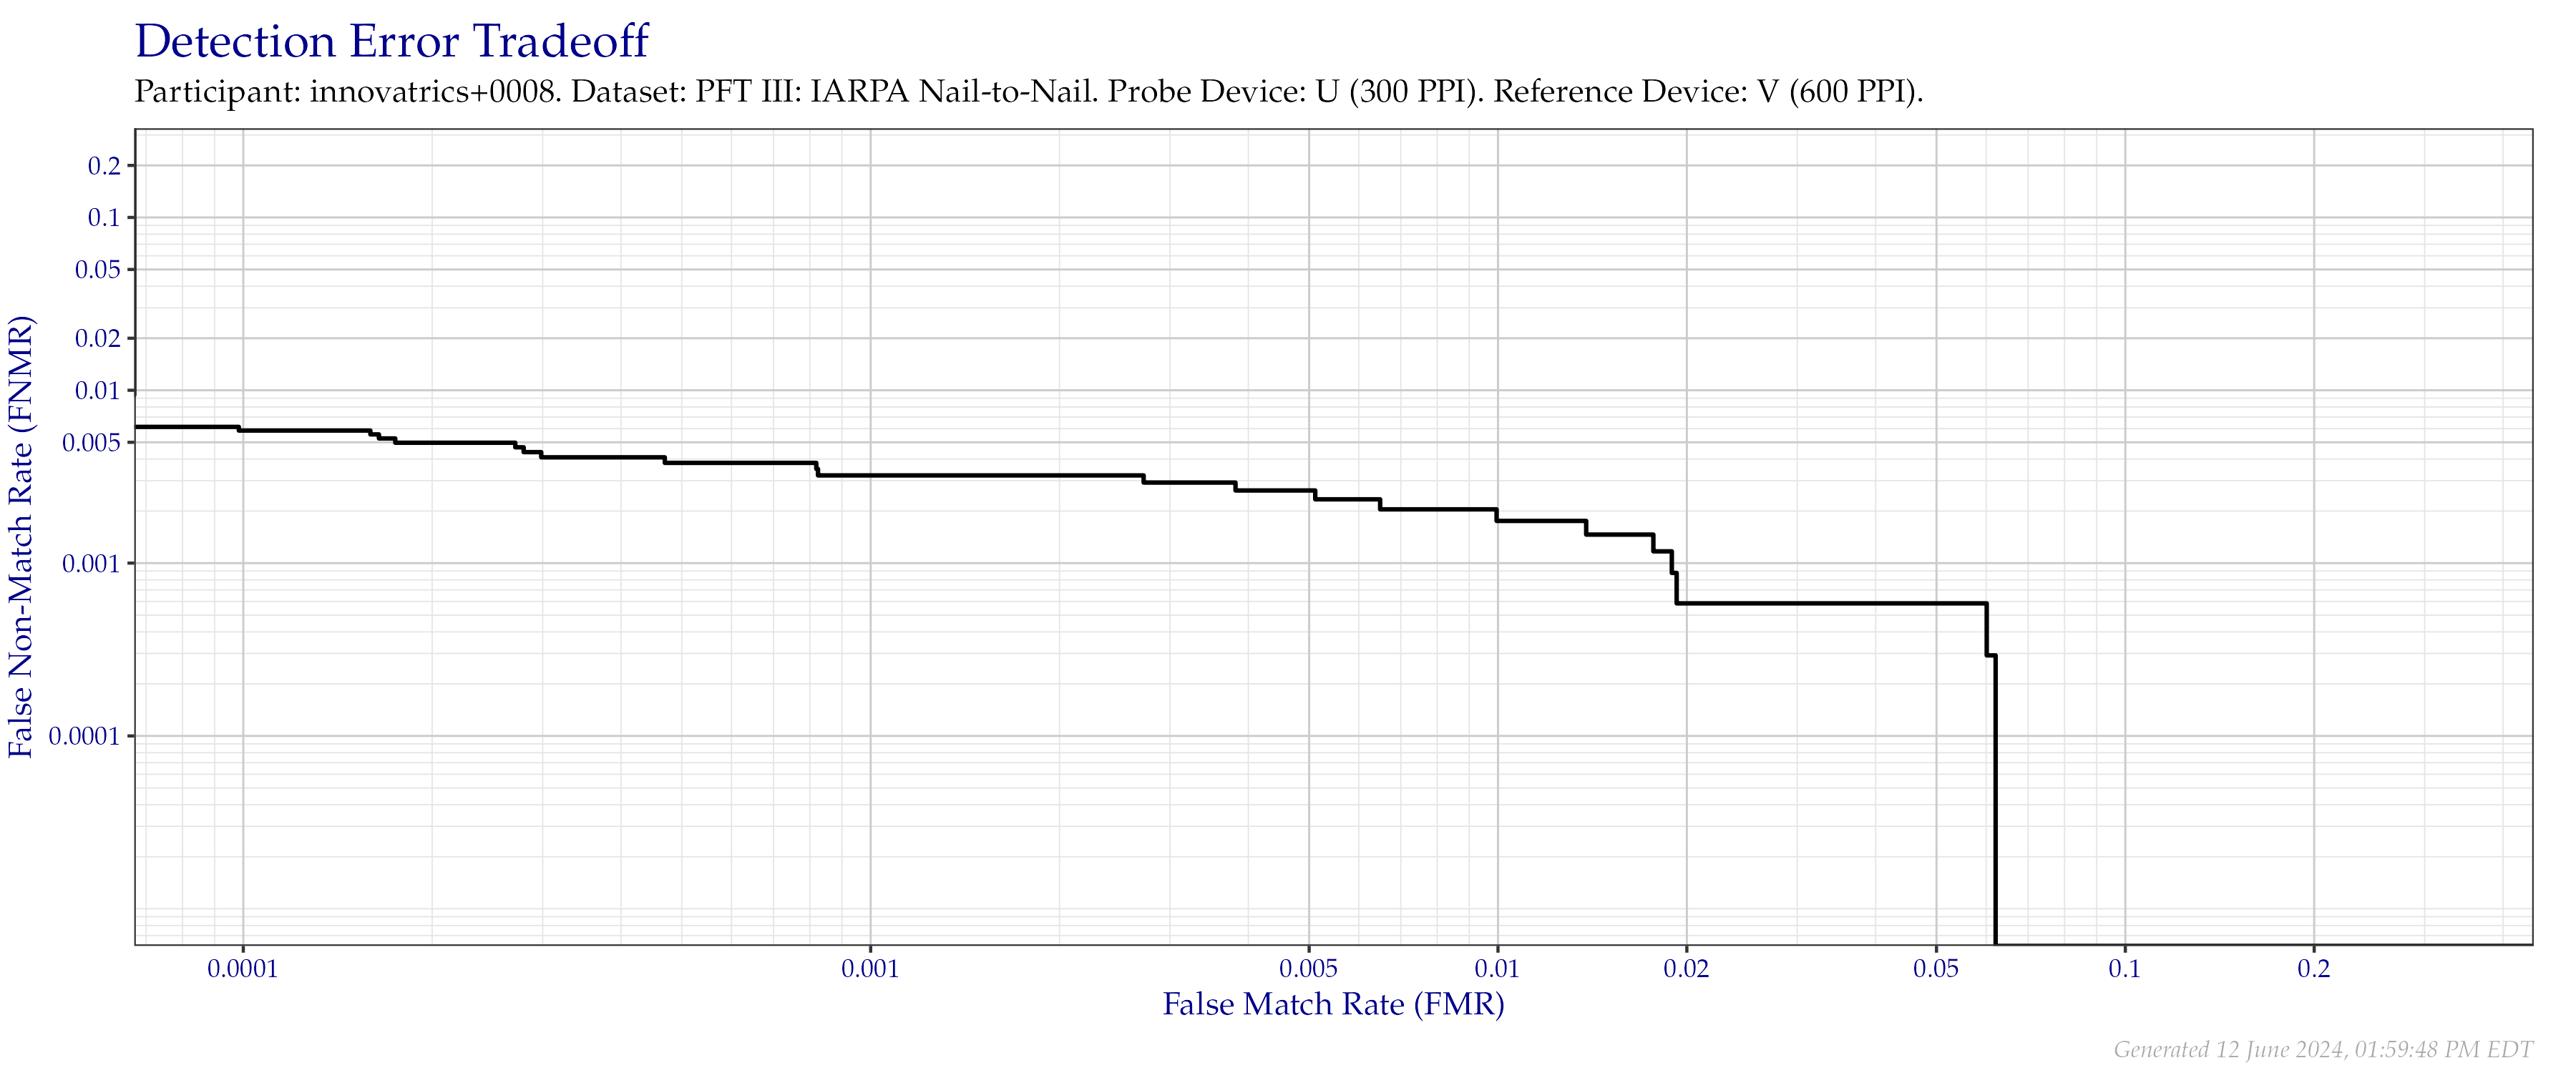 Detection Error Tradeoff
Participant: innovatrics+0008. Dataset: PFT III: IARPA Nail-to-Nail. Probe Device: U (300 PPI). Reference Device: V (600 PPI).
False Non-Match Rate (FNMR)
0.2
0.1
0.05
0.02
0.01
0.005
0.001
0.0001
0.0001 0.001 0.005 0.01 0.02 0.05 0.1 0.2
False Match Rate (FMR)
Generated 12 June 2024, 01:59:48 PM EDT